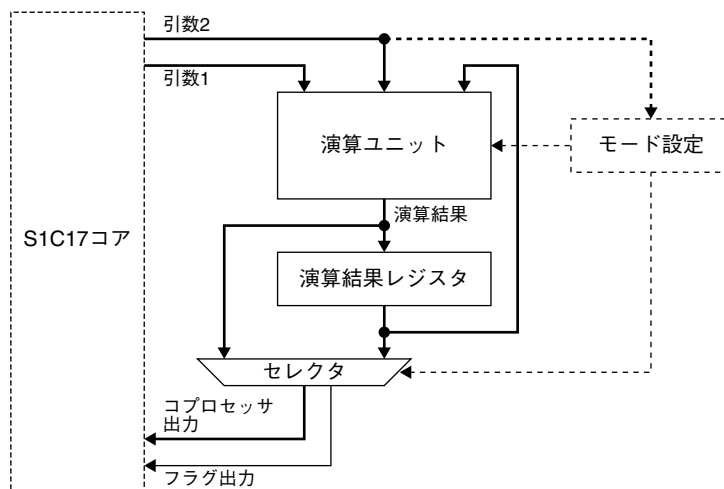 引数2
引数1
演算ユニット
モード設定
演算結果
S1C17コア
演算結果レジスタ
セレクタ
コプロセッサ
出力
フラグ出力